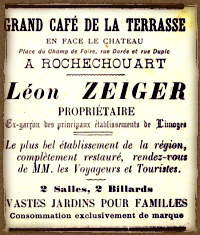 GRAND CAFÉ DE LA TERRASSE
EN FACE LE CHATEAU
Place du Champ de Foire, rue Dorée et rue Duple
A ROCHECHOUART
Léon ZEIGER
PROPRIÉTAIRE
Ex-garçon des principaux établissements de Limoges
Le plus bel établissement de la région,
complètement restauré, rendez-vous
de MM. les Voyageurs et Touristes.
2 Salles, 2 Billards
VASTES JARDINS POUR FAMILLES
Consommation exclusivement de marque